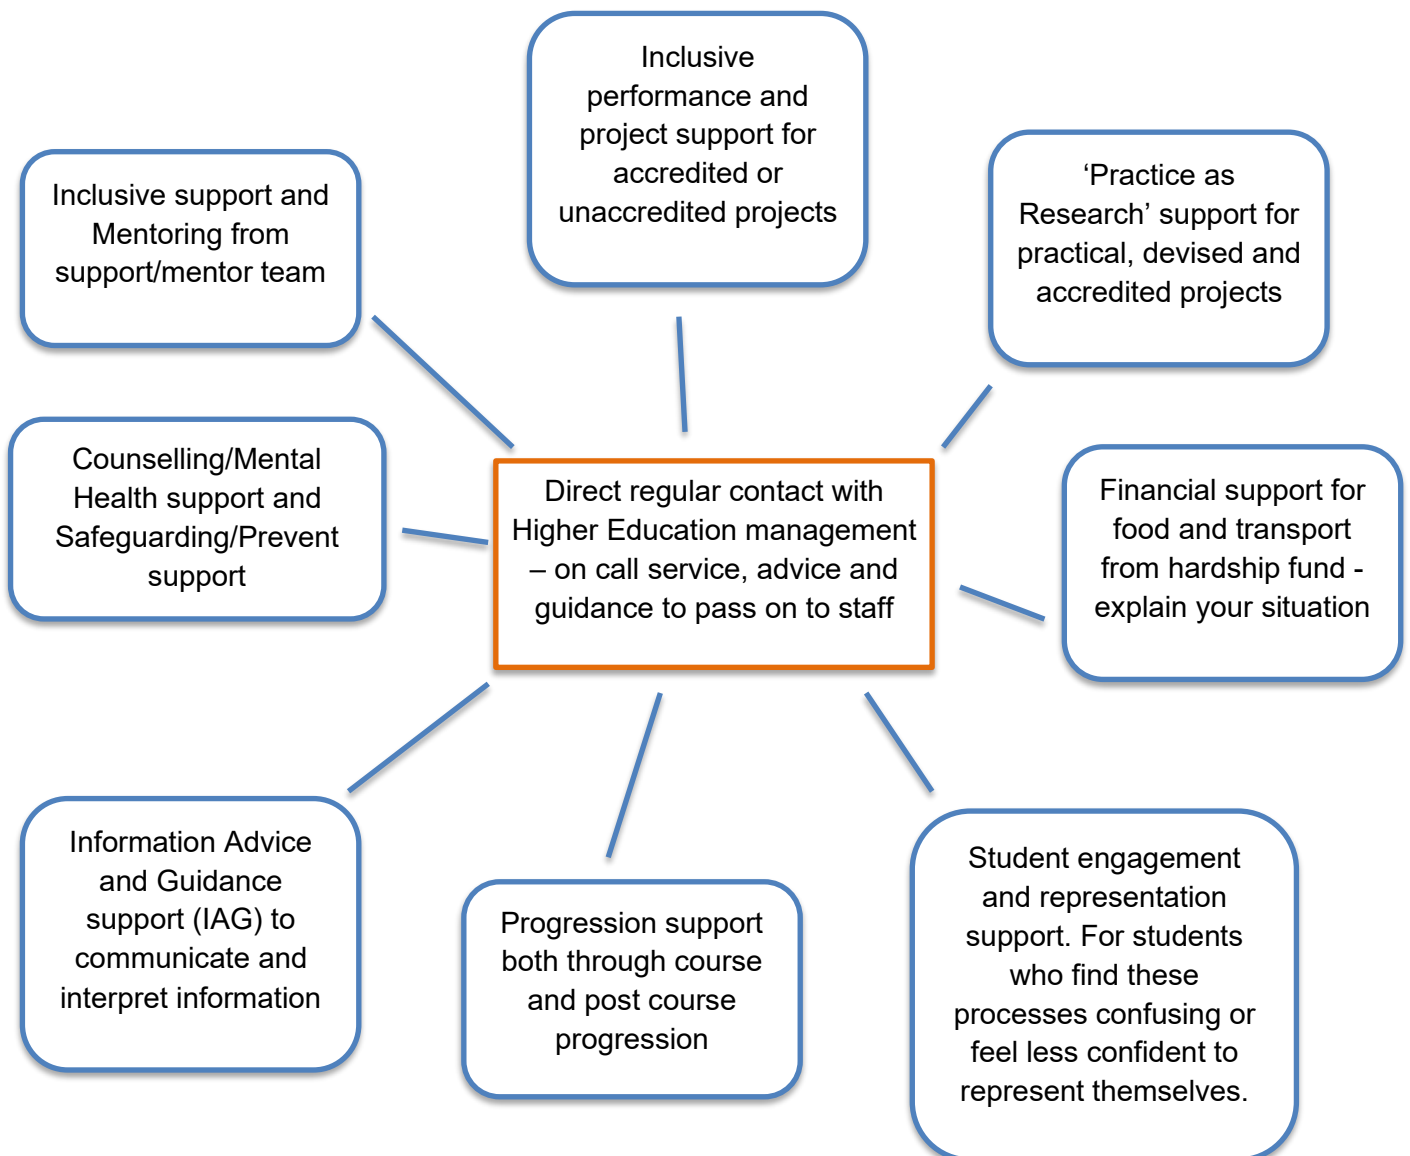 Inclusive
performance and
project support for
accredited or
unaccredited projects
Inclusive support and
Mentoring from
support/mentor team
‘Practice as
Research’ support for
practical, devised and
accredited projects
Counselling/Mental
Health support and
Safeguarding/Prevent
support
Direct regular contact with
Higher Education management
– on call service, advice and
guidance to pass on to staff
Financial support for
food and transport
from hardship fund -
explain your situation
Information Advice
and Guidance
support (IAG) to
communicate and
interpret information
Progression support
both through course
and post course
progression
Student engagement
and representation
support. For students
who find these
processes confusing or
feel less confident to
represent themselves.